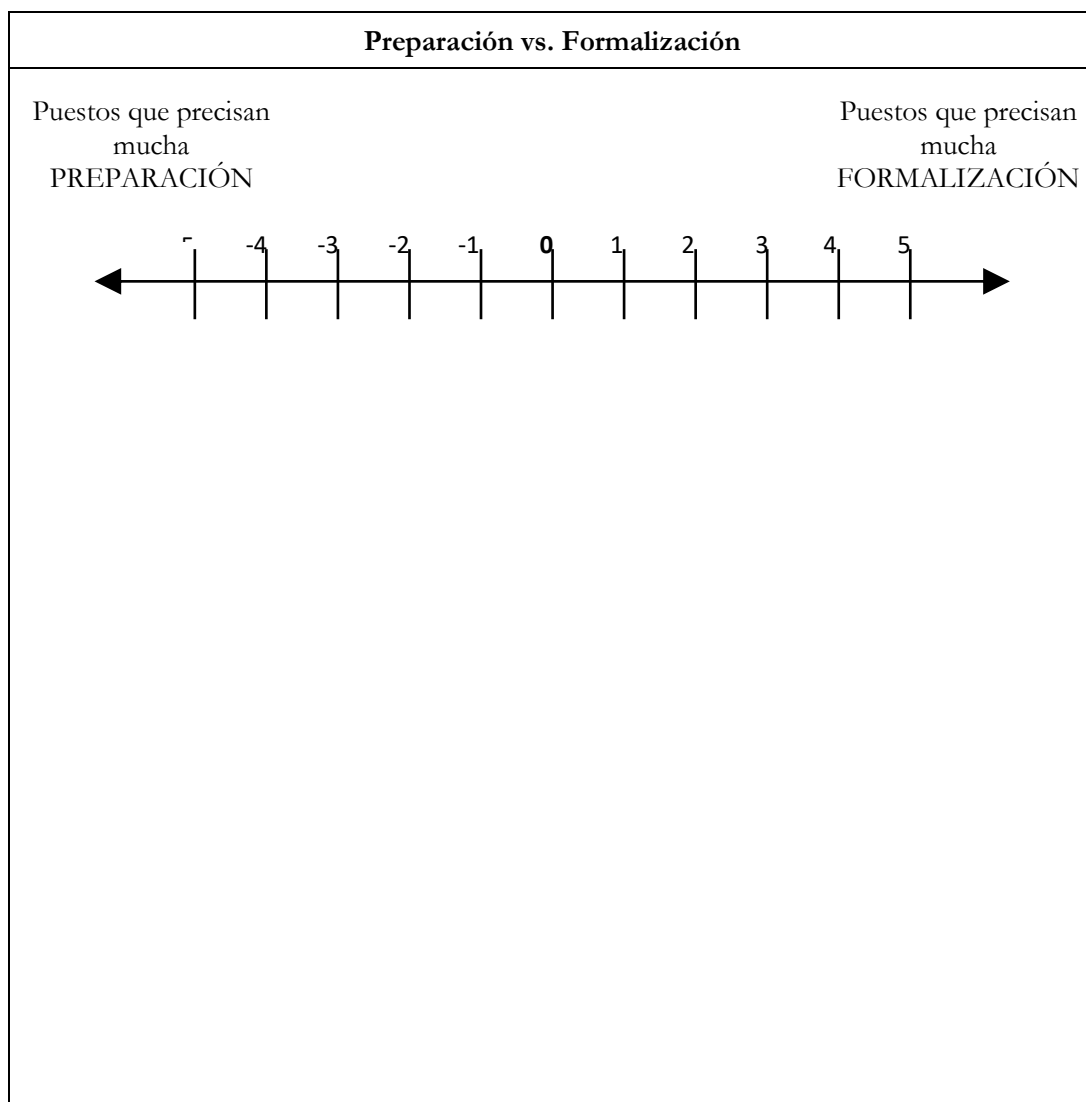 Preparación vs. Formalización
Puestos que precisan
mucha
PREPARACIÓN
Puestos que precisan
mucha
FORMALIZACIÓN
-4 -3 -2 -1 0 1 2 3 4 5